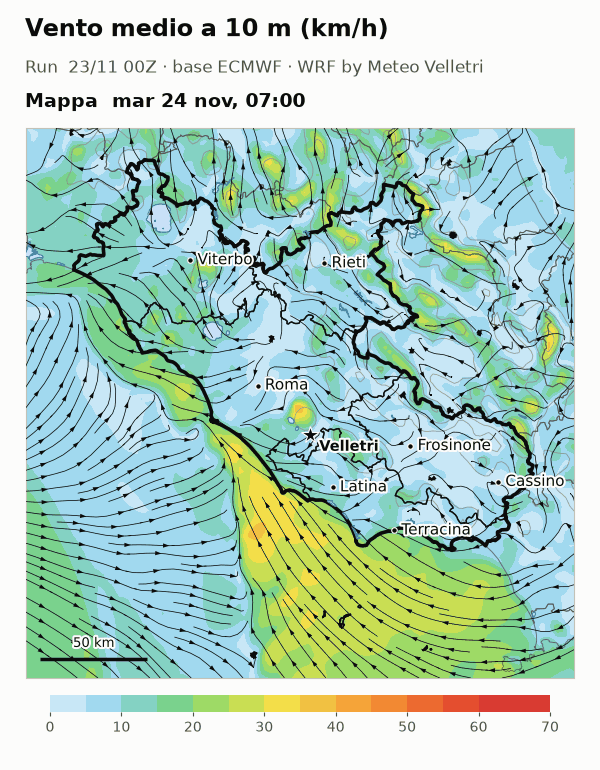 Vento medio a 10 m (km/h)
Run 23/11 00Z · base ECMWF · WRF by Meteo Velletri
Mappa mar 24 nov, 07:00
Viterbo
Rieti
Roma
Velletri
Frosinone
Cassino
Latina
Terracina
50 km
0 10 20 30 40 50 60 70